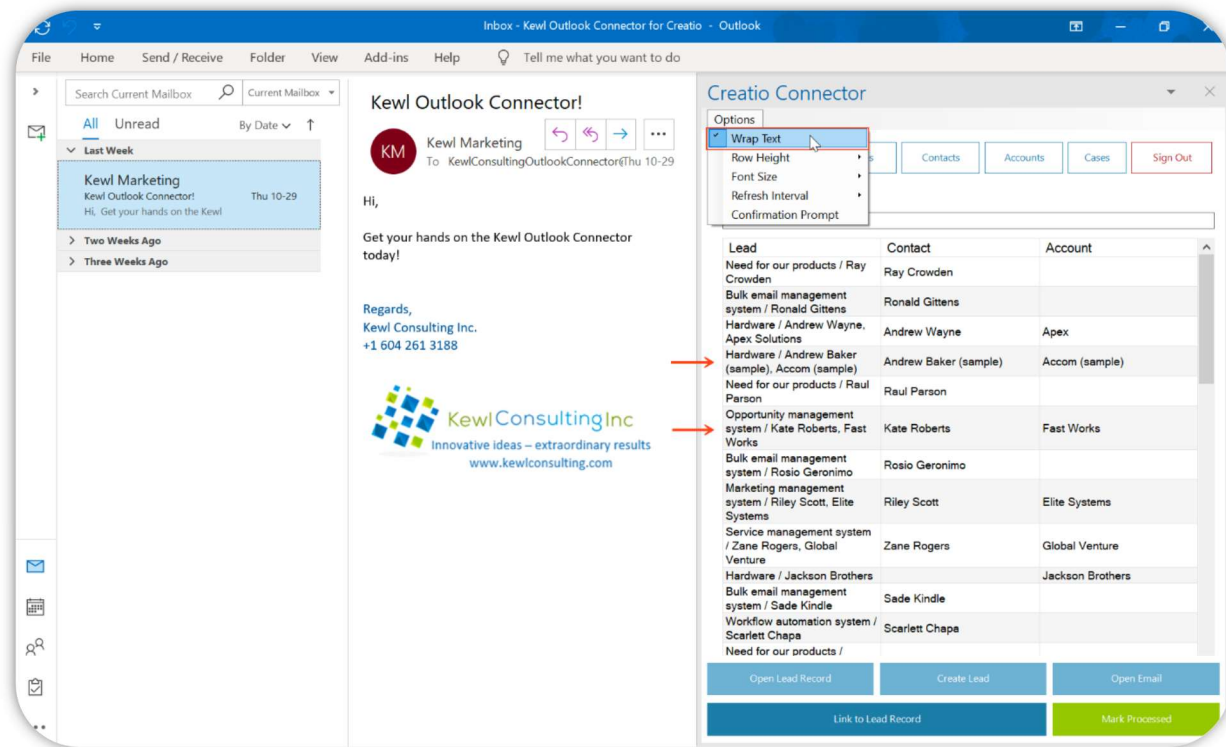 Inbox - Kewl Outlook Connector for Creatio - Outlook
File Home Send / Receive Folder View Add-ins Help Tell me what you want to do
Search Current Mailbox Current Mailbox
All Unread By Date
Last Week
Kewl Marketing
Kewl Outlook Connector! Thu 10-29
Hi, Get your hands on the Kewl
Two Weeks Ago
Three Weeks Ago
Kewl Outlook Connector!
KM
Kewl Marketing
To KewlConsultingOutlookConnector(Thu 10-29
Hi,
Get your hands on the Kewl Outlook Connector
today!
Regards,
Kewl Consulting Inc.
+1 604 261 3188
KewlConsultingInc
Innovative ideas – extraordinary results
www.kewlconsulting.com
Creatio Connector
Options
Wrap Text
Row Height
Font Size
Refresh Interval
Confirmation Prompt
Contacts Accounts Cases Sign Out
Lead Contact Account
Need for our products / Ray
Crowden
Ray Crowden
Bulk email management
system / Ronald Gittens
Ronald Gittens
Hardware / Andrew Wayne,
Apex Solutions
Andrew Wayne Apex
Hardware / Andrew Baker
(sample), Accom (sample)
Andrew Baker (sample) Accom (sample)
Need for our products / Raul
Parson
Raul Parson
Opportunity management
system / Kate Roberts, Fast
Works
Kate Roberts Fast Works
Bulk email management
system / Rosio Geronimo
Rosio Geronimo
Marketing management
system / Riley Scott, Elite
Systems
Riley Scott Elite Systems
Service management system
/ Zane Rogers, Global
Venture
Zane Rogers Global Venture
Hardware / Jackson Brothers Jackson Brothers
Bulk email management
system / Sade Kindle
Sade Kindle
Workflow automation system /
Scarlett Chapa
Scarlett Chapa
Need for our products /
Open Lead Record Create Lead Open Email
Link to Lead Record Mark Processed